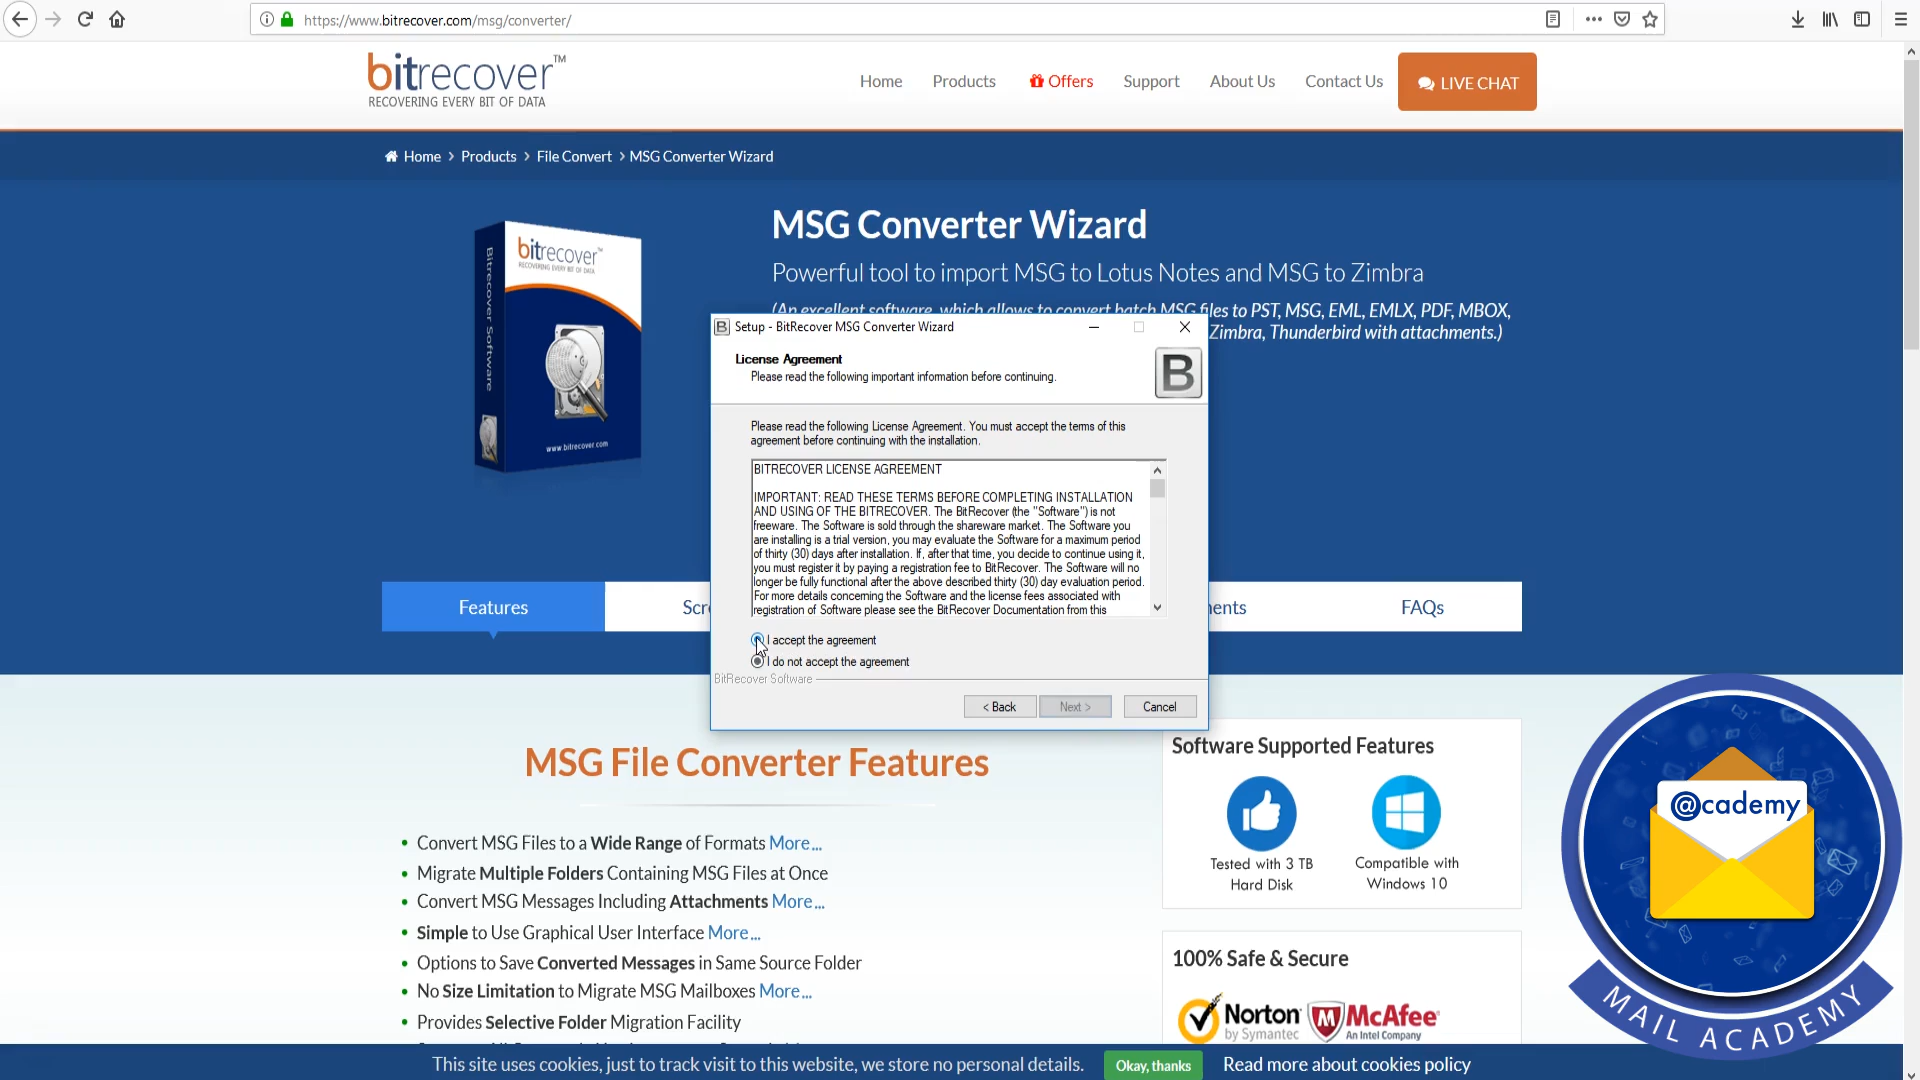 https://www.bitrecover.com/msg/converter/
bitrecover™
RECOVERING EVERY BIT OF DATA
Home
Products
Offers
Support
About Us
Contact Us
LIVE CHAT
Home › Products › File Convert › MSG Converter Wizard
MSG Converter Wizard
Powerful tool to import MSG to Lotus Notes and MSG to Zimbra
(An excellent software, which allows to convert batch MSG files to PST, MSG, EML, EMLX, PDF, MBOX,
Zimbra, Thunderbird with attachments.)
bitrecover™
RECOVERING EVERY BIT OF DATA
Bitrecover Software
www.bitrecover.com
B Setup - BitRecover MSG Converter Wizard
License Agreement
Please read the following important information before continuing.
B
Please read the following License Agreement. You must accept the terms of this
agreement before continuing with the installation.
BITRECOVER LICENSE AGREEMENT
IMPORTANT: READ THESE TERMS BEFORE COMPLETING INSTALLATION
AND USING OF THE BITRECOVER. The BitRecover (the "Software") is not
freeware. The Software is sold through the shareware market. The Software you
are installing is a trial version, you may evaluate the Software for a maximum period
of thirty (30) days after installation. If, after that time, you decide to continue using it,
you must register it by paying a registration fee to BitRecover. The Software will no
longer be fully functional after the above described thirty (30) day evaluation period.
For more details concerning the Software and the license fees associated with
registration of Software please see the BitRecover Documentation from this
I accept the agreement
I do not accept the agreement
BitRecover Software
< Back
Next >
Cancel
Features
Scr
ents
FAQs
MSG File Converter Features
• Convert MSG Files to a Wide Range of Formats More...
• Migrate Multiple Folders Containing MSG Files at Once
• Convert MSG Messages Including Attachments More...
• Simple to Use Graphical User Interface More...
• Options to Save Converted Messages in Same Source Folder
• No Size Limitation to Migrate MSG Mailboxes More...
• Provides Selective Folder Migration Facility
Software Supported Features
Tested with 3 TB
Hard Disk
Compatible with
Windows 10
100% Safe & Secure
Norton
by Symantec
McAfee
An Intel Company
@cademy
MAIL ACADEMY
This site uses cookies, just to track visit to this website, we store no personal details.
Okay, thanks
Read more about cookies policy